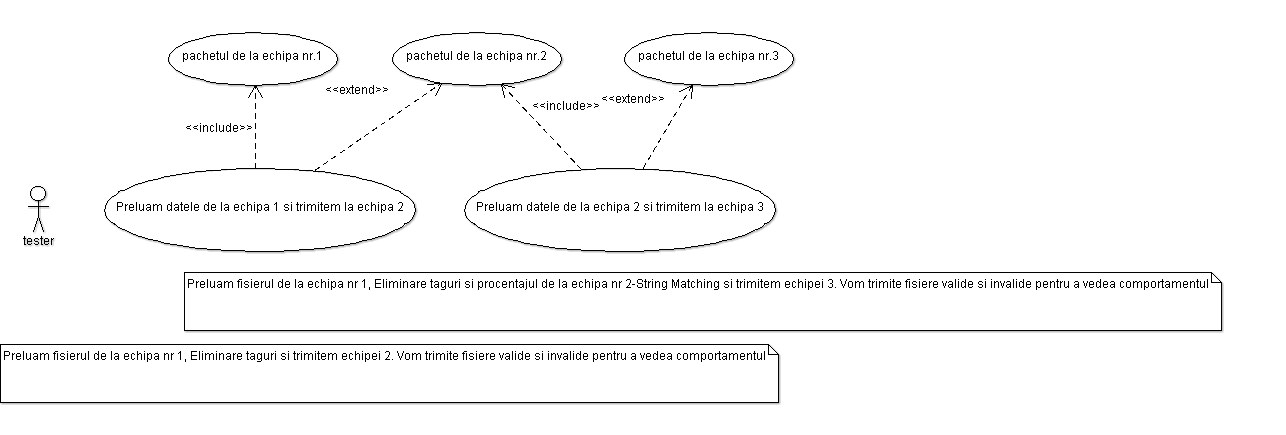 pachetul de la echipa nr.1
pachetul de la echipa nr.2
pachetul de la echipa nr.3
<<extend>>
<<include>>
<<extend>>
<<include>>
Preluam datele de la echipa 1 si trimitem la echipa 2
Preluam datele de la echipa 2 si trimitem la echipa 3
tester
Preluam fisierul de la echipa nr 1, Eliminare taguri si procentajul de la echipa nr 2-String Matching si trimitem echipei 3. Vom trimite fisiere valide si invalide pentru a vedea comportamentul
Preluam fisierul de la echipa nr 1, Eliminare taguri si trimitem echipei 2. Vom trimite fisiere valide si invalide pentru a vedea comportamentul